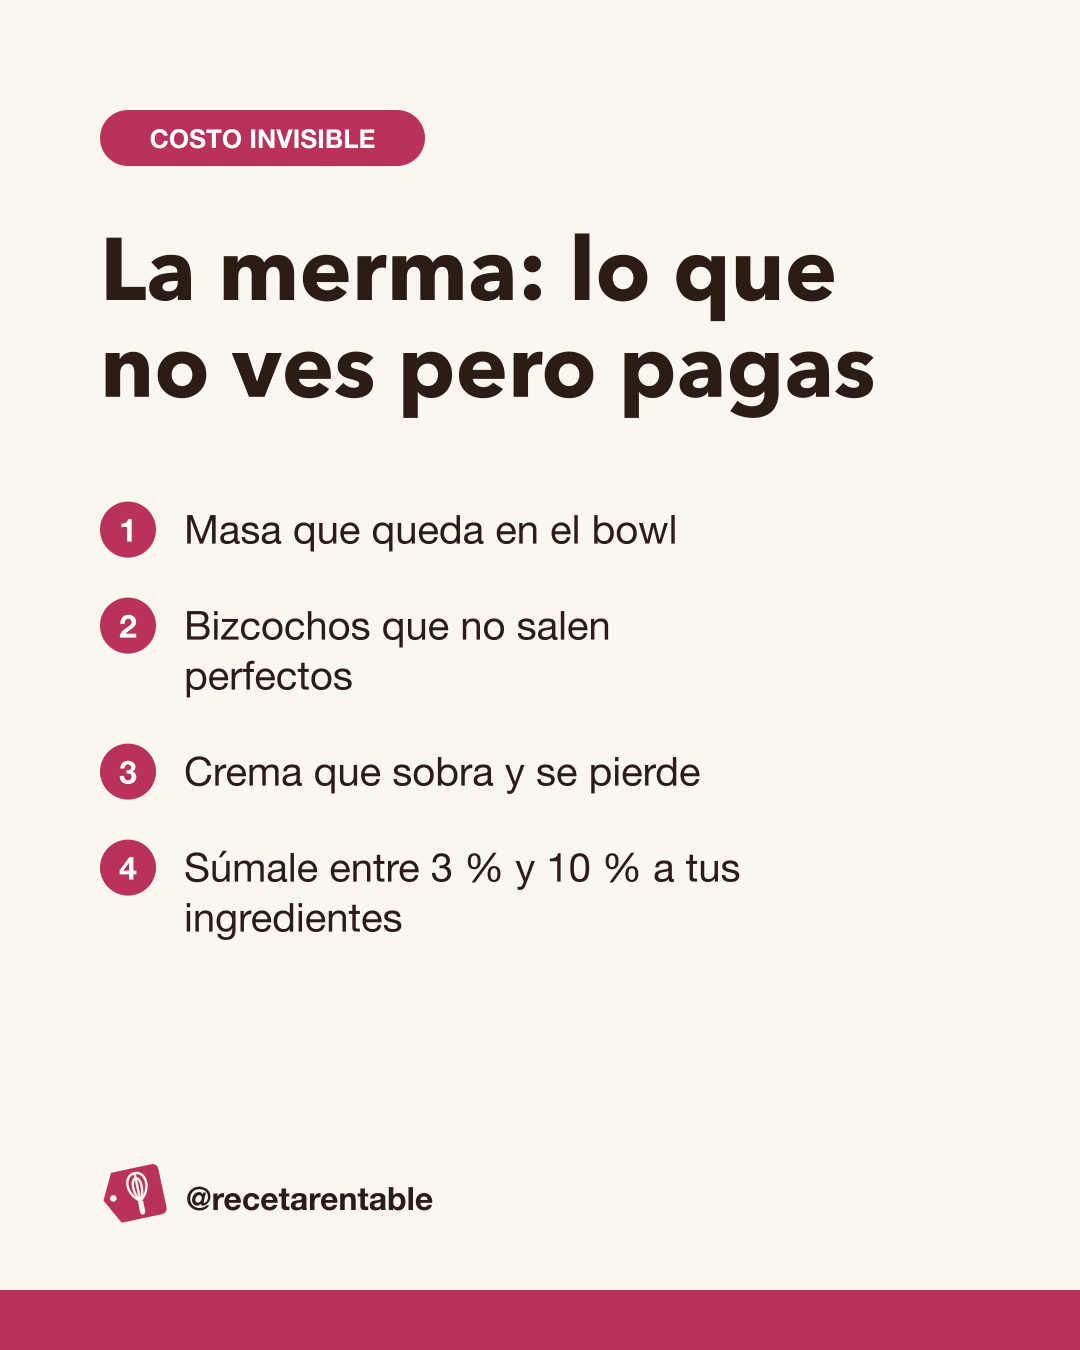 COSTO INVISIBLE
La merma: lo que
no ves pero pagas
1 Masa que queda en el bowl
2 Bizcochos que no salen
perfectos
3 Crema que sobra y se pierde
4 Súmale entre 3 % y 10 % a tus
ingredientes
@recetarentable